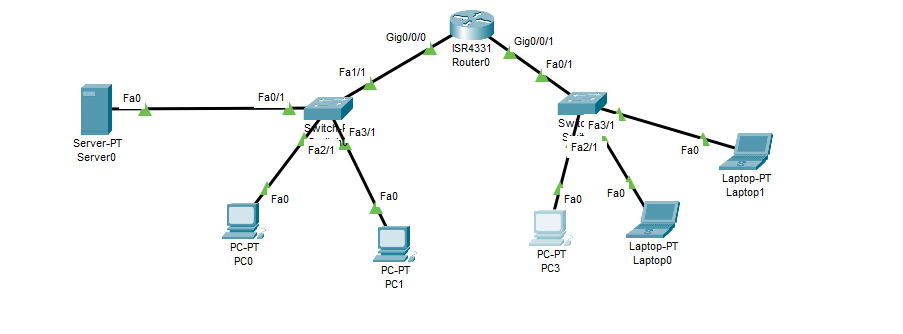 Gig0/0/0
ISR4331
Router0
Gig0/0/1
Fa0/1
Fa1/1
Fa0
Fa0/1
Server-PT
Server0
Fa3/1
Fa2/1
Fa3/1
Fa2/1
Fa0
Laptop-PT
Laptop1
Fa0
Fa0
PC-PT
PC0
Fa0
Fa0
PC-PT
PC1
PC-PT
PC3
Laptop-PT
Laptop0